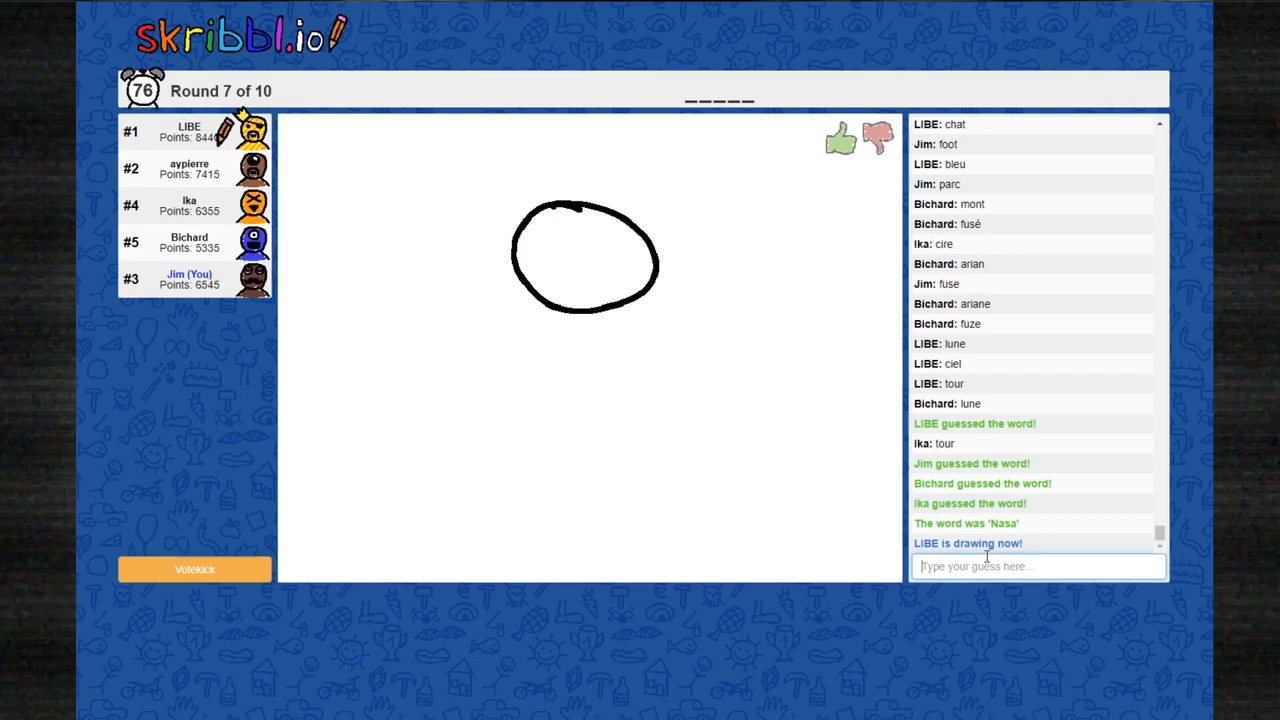 skribbl.io
76
Round 7 of 10
_____
#1
LIBE
Points: 8440
#2
aypierre
Points: 7415
#4
Ika
Points: 6355
#5
Bichard
Points: 5335
#3
Jim (You)
Points: 6545
Votekick
LIBE: chat
Jim: foot
LIBE: bleu
Jim: parc
Bichard: mont
Bichard: fusé
Ika: cire
Bichard: arian
Jim: fuse
Bichard: ariane
Bichard: fuze
LIBE: lune
LIBE: ciel
LIBE: tour
Bichard: lune
LIBE guessed the word!
Ika: tour
Jim guessed the word!
Bichard guessed the word!
Ika guessed the word!
The word was 'Nasa'
LIBE is drawing now!
Type your guess here...